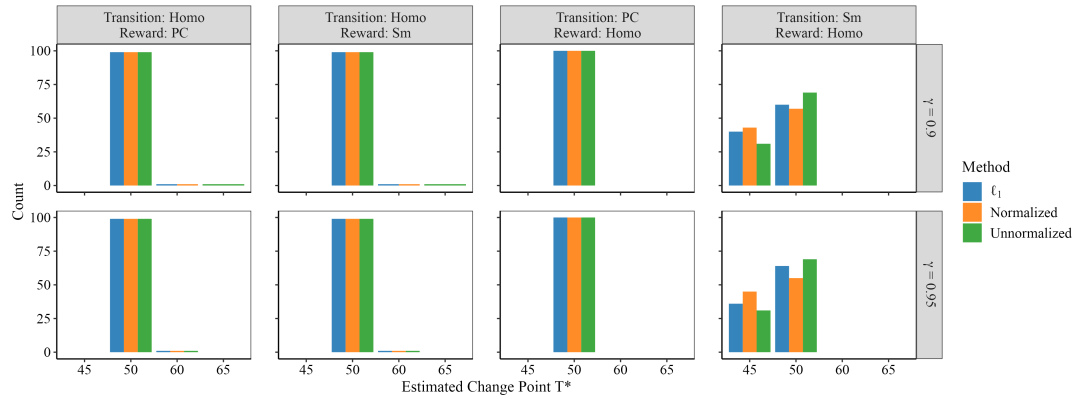 Transition: Homo
Reward: PC
Transition: Homo
Reward: Sm
Transition: PC
Reward: Homo
Transition: Sm
Reward: Homo
100
75
50
25
0
γ = 0.9
100
75
50
25
0
γ = 0.95
Count
45 50 60 65
45 50 60 65
45 50 60 65
45 50 60 65
Estimated Change Point T*
Method
ℓ1
Normalized
Unnormalized